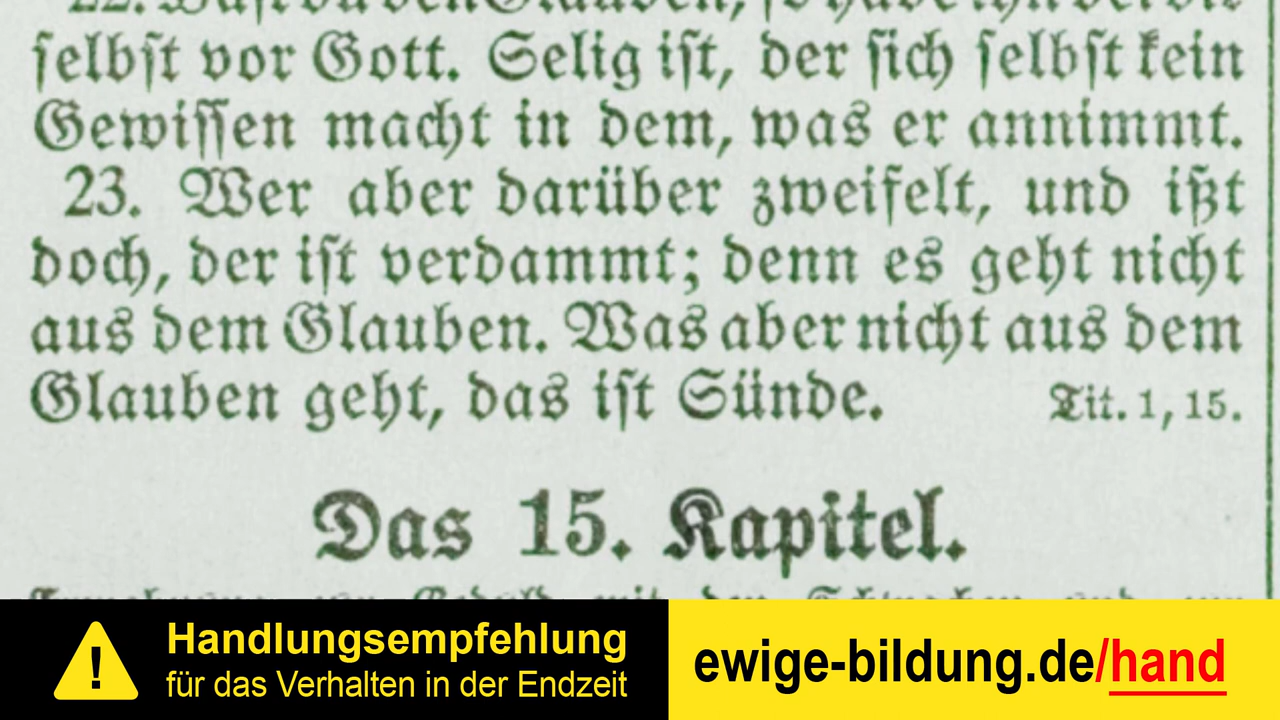 selbst vor Gott. Selig ist, der sich selbst kein
Gewissen macht in dem, was er annimmt.
23. Wer aber darüber zweifelt, und ißt
doch, der ist verdammt; denn es geht nicht
aus dem Glauben. Was aber nicht aus dem
Glauben geht, das ist Sünde. Tit. 1, 15.
Das 15. Kapitel.
Handlungsempfehlung
für das Verhalten in der Endzeit
ewige-bildung.de/hand